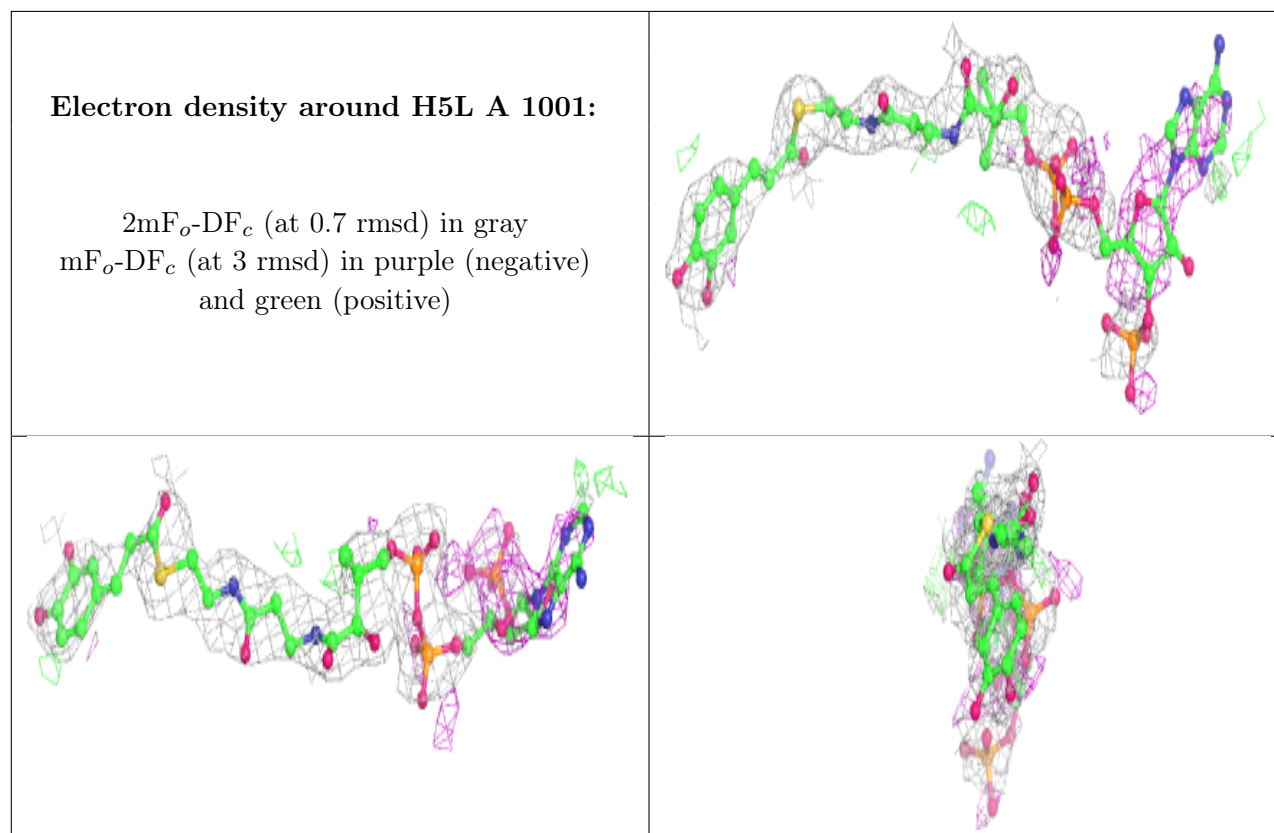 Electron density around H5L A 1001:
2mFo-DFc (at 0.7 rmsd) in gray
mFo-DFc (at 3 rmsd) in purple (negative)
and green (positive)